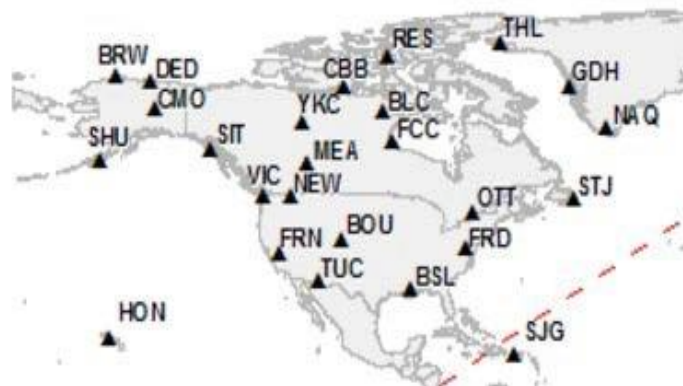 THL
RES
BRW
DED
CBB
GDH
CMO
YKC
BLC
NAQ
FCC
SHU
SIT
MEA
VIC
NEW
OTT
STJ
BOU
FRN
FRD
TUC
BSL
HON
SJG